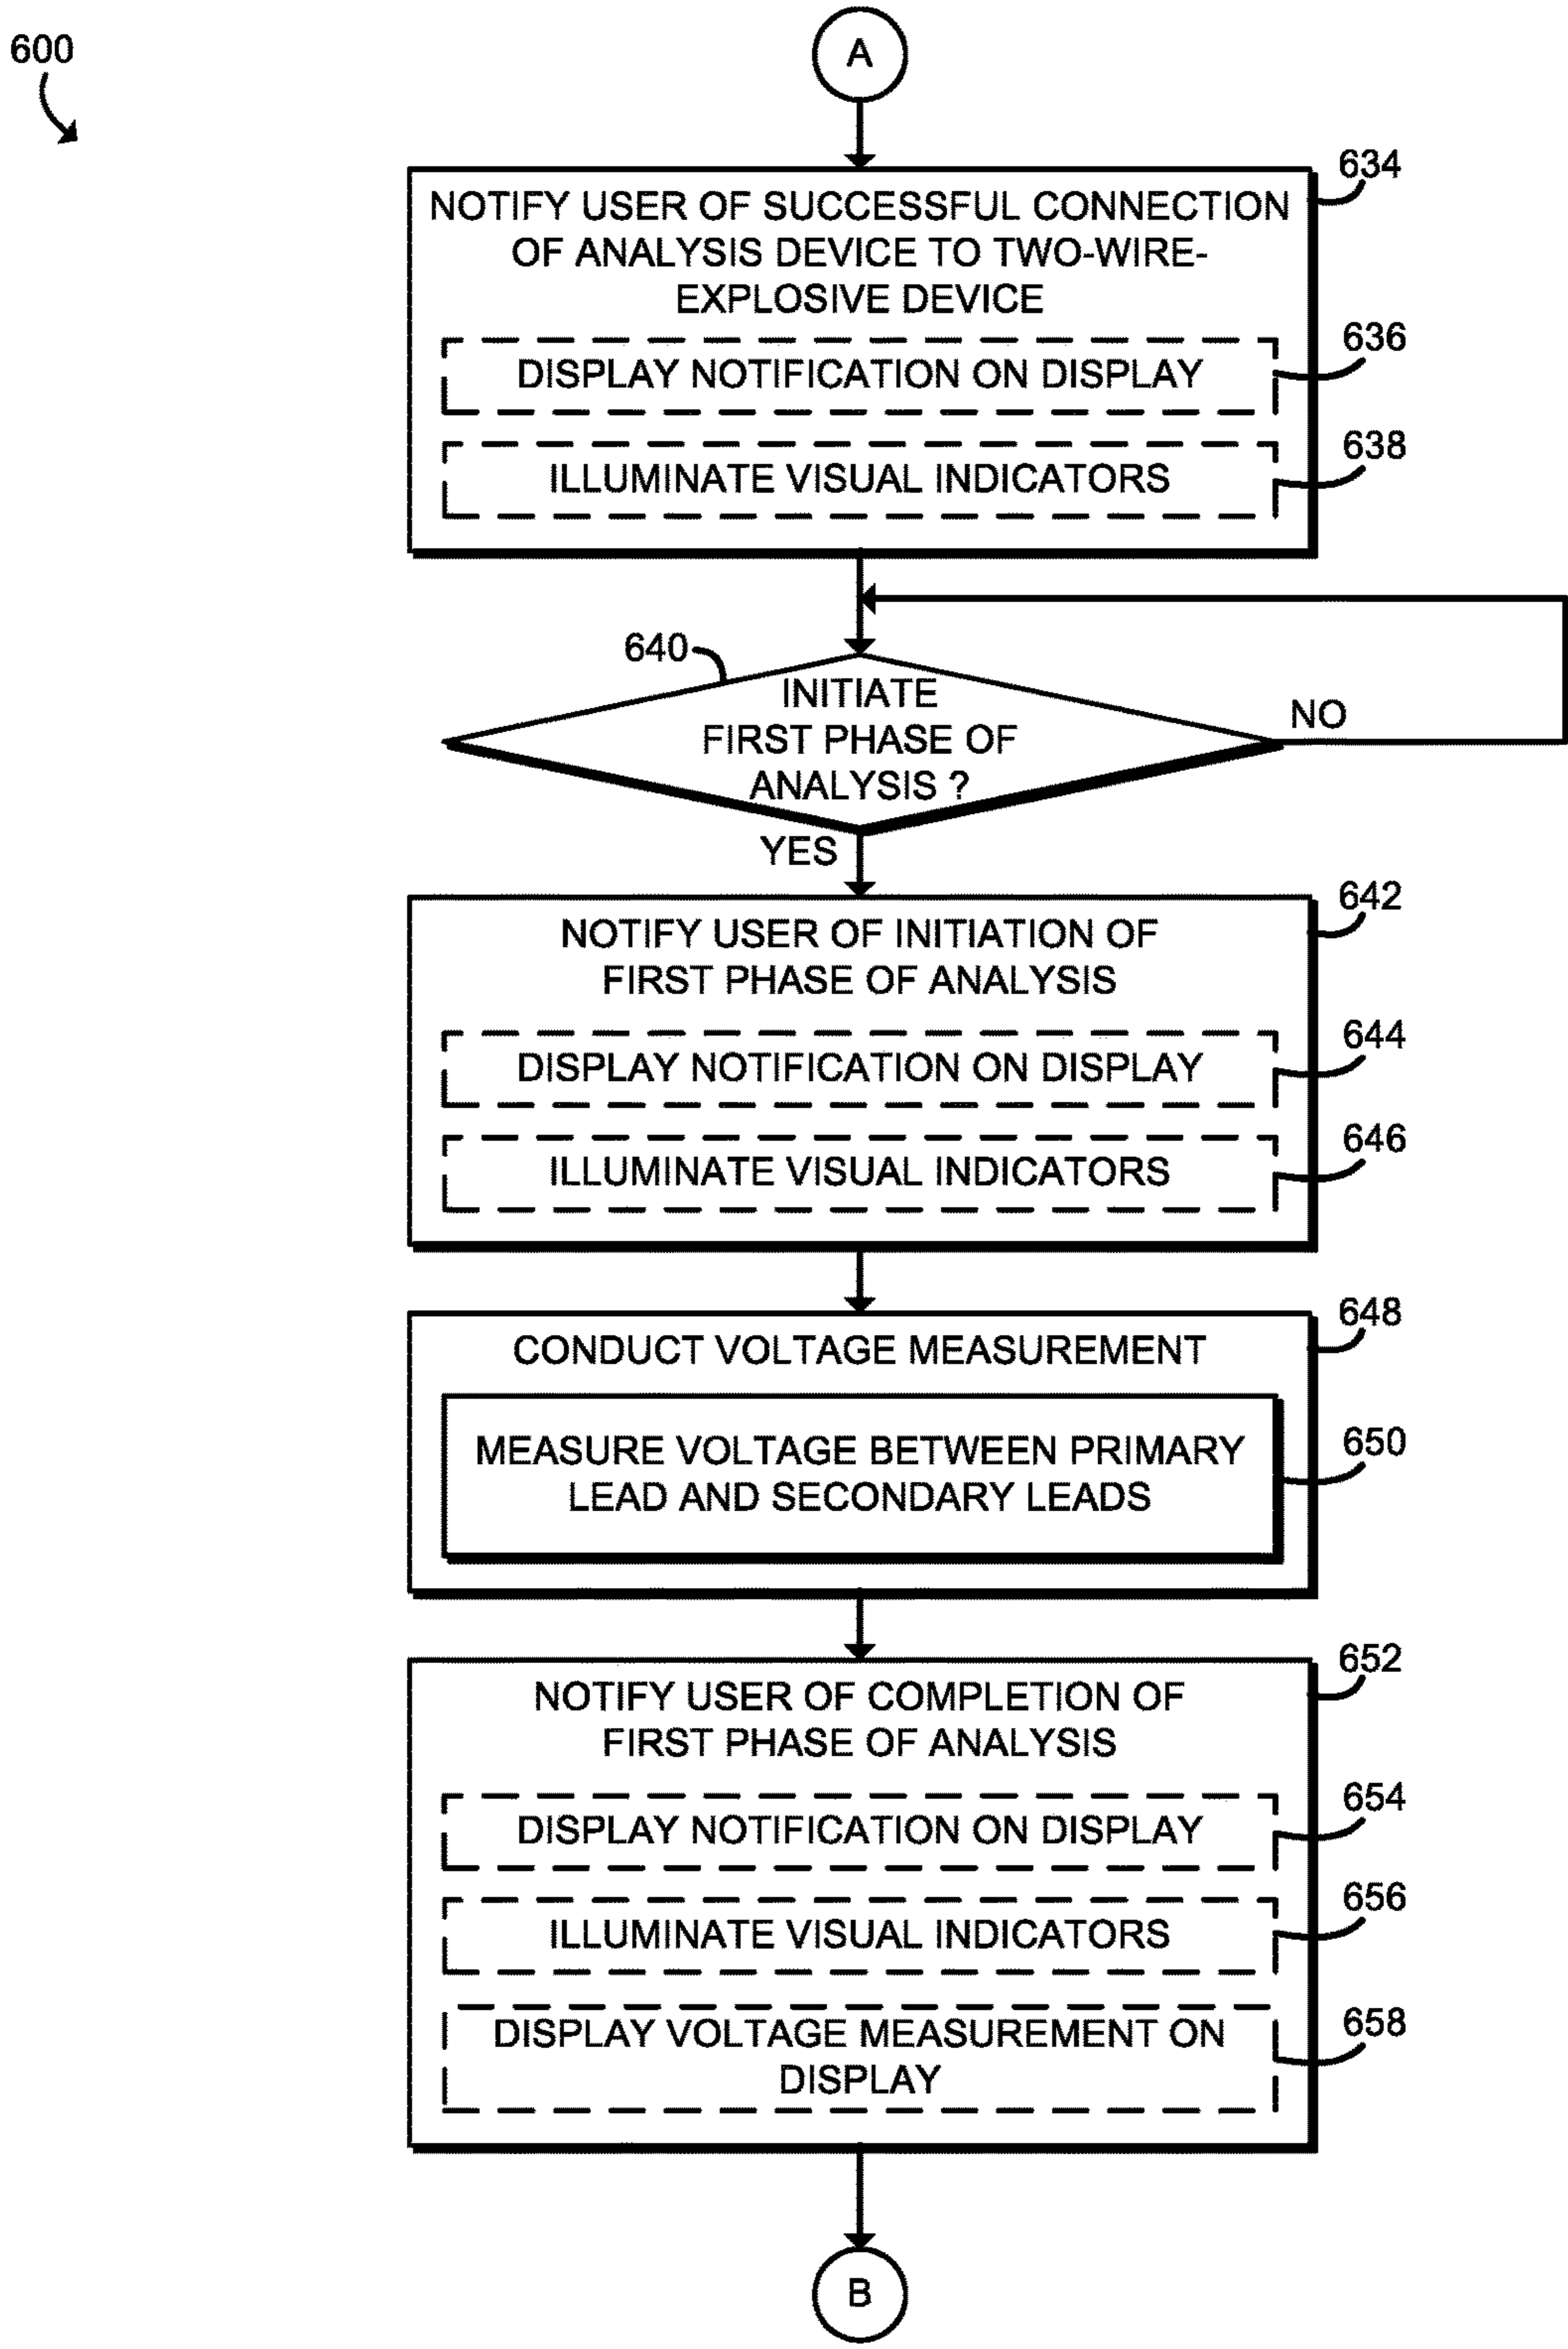 600
A
634
NOTIFY USER OF SUCCESSFUL CONNECTION
OF ANALYSIS DEVICE TO TWO-WIRE-
EXPLOSIVE DEVICE
636
DISPLAY NOTIFICATION ON DISPLAY
638
ILLUMINATE VISUAL INDICATORS
640
INITIATE
FIRST PHASE OF
ANALYSIS ?
NO
YES
642
NOTIFY USER OF INITIATION OF
FIRST PHASE OF ANALYSIS
644
DISPLAY NOTIFICATION ON DISPLAY
646
ILLUMINATE VISUAL INDICATORS
648
CONDUCT VOLTAGE MEASUREMENT
650
MEASURE VOLTAGE BETWEEN PRIMARY
LEAD AND SECONDARY LEADS
652
NOTIFY USER OF COMPLETION OF
FIRST PHASE OF ANALYSIS
654
DISPLAY NOTIFICATION ON DISPLAY
656
ILLUMINATE VISUAL INDICATORS
658
DISPLAY VOLTAGE MEASUREMENT ON
DISPLAY
B